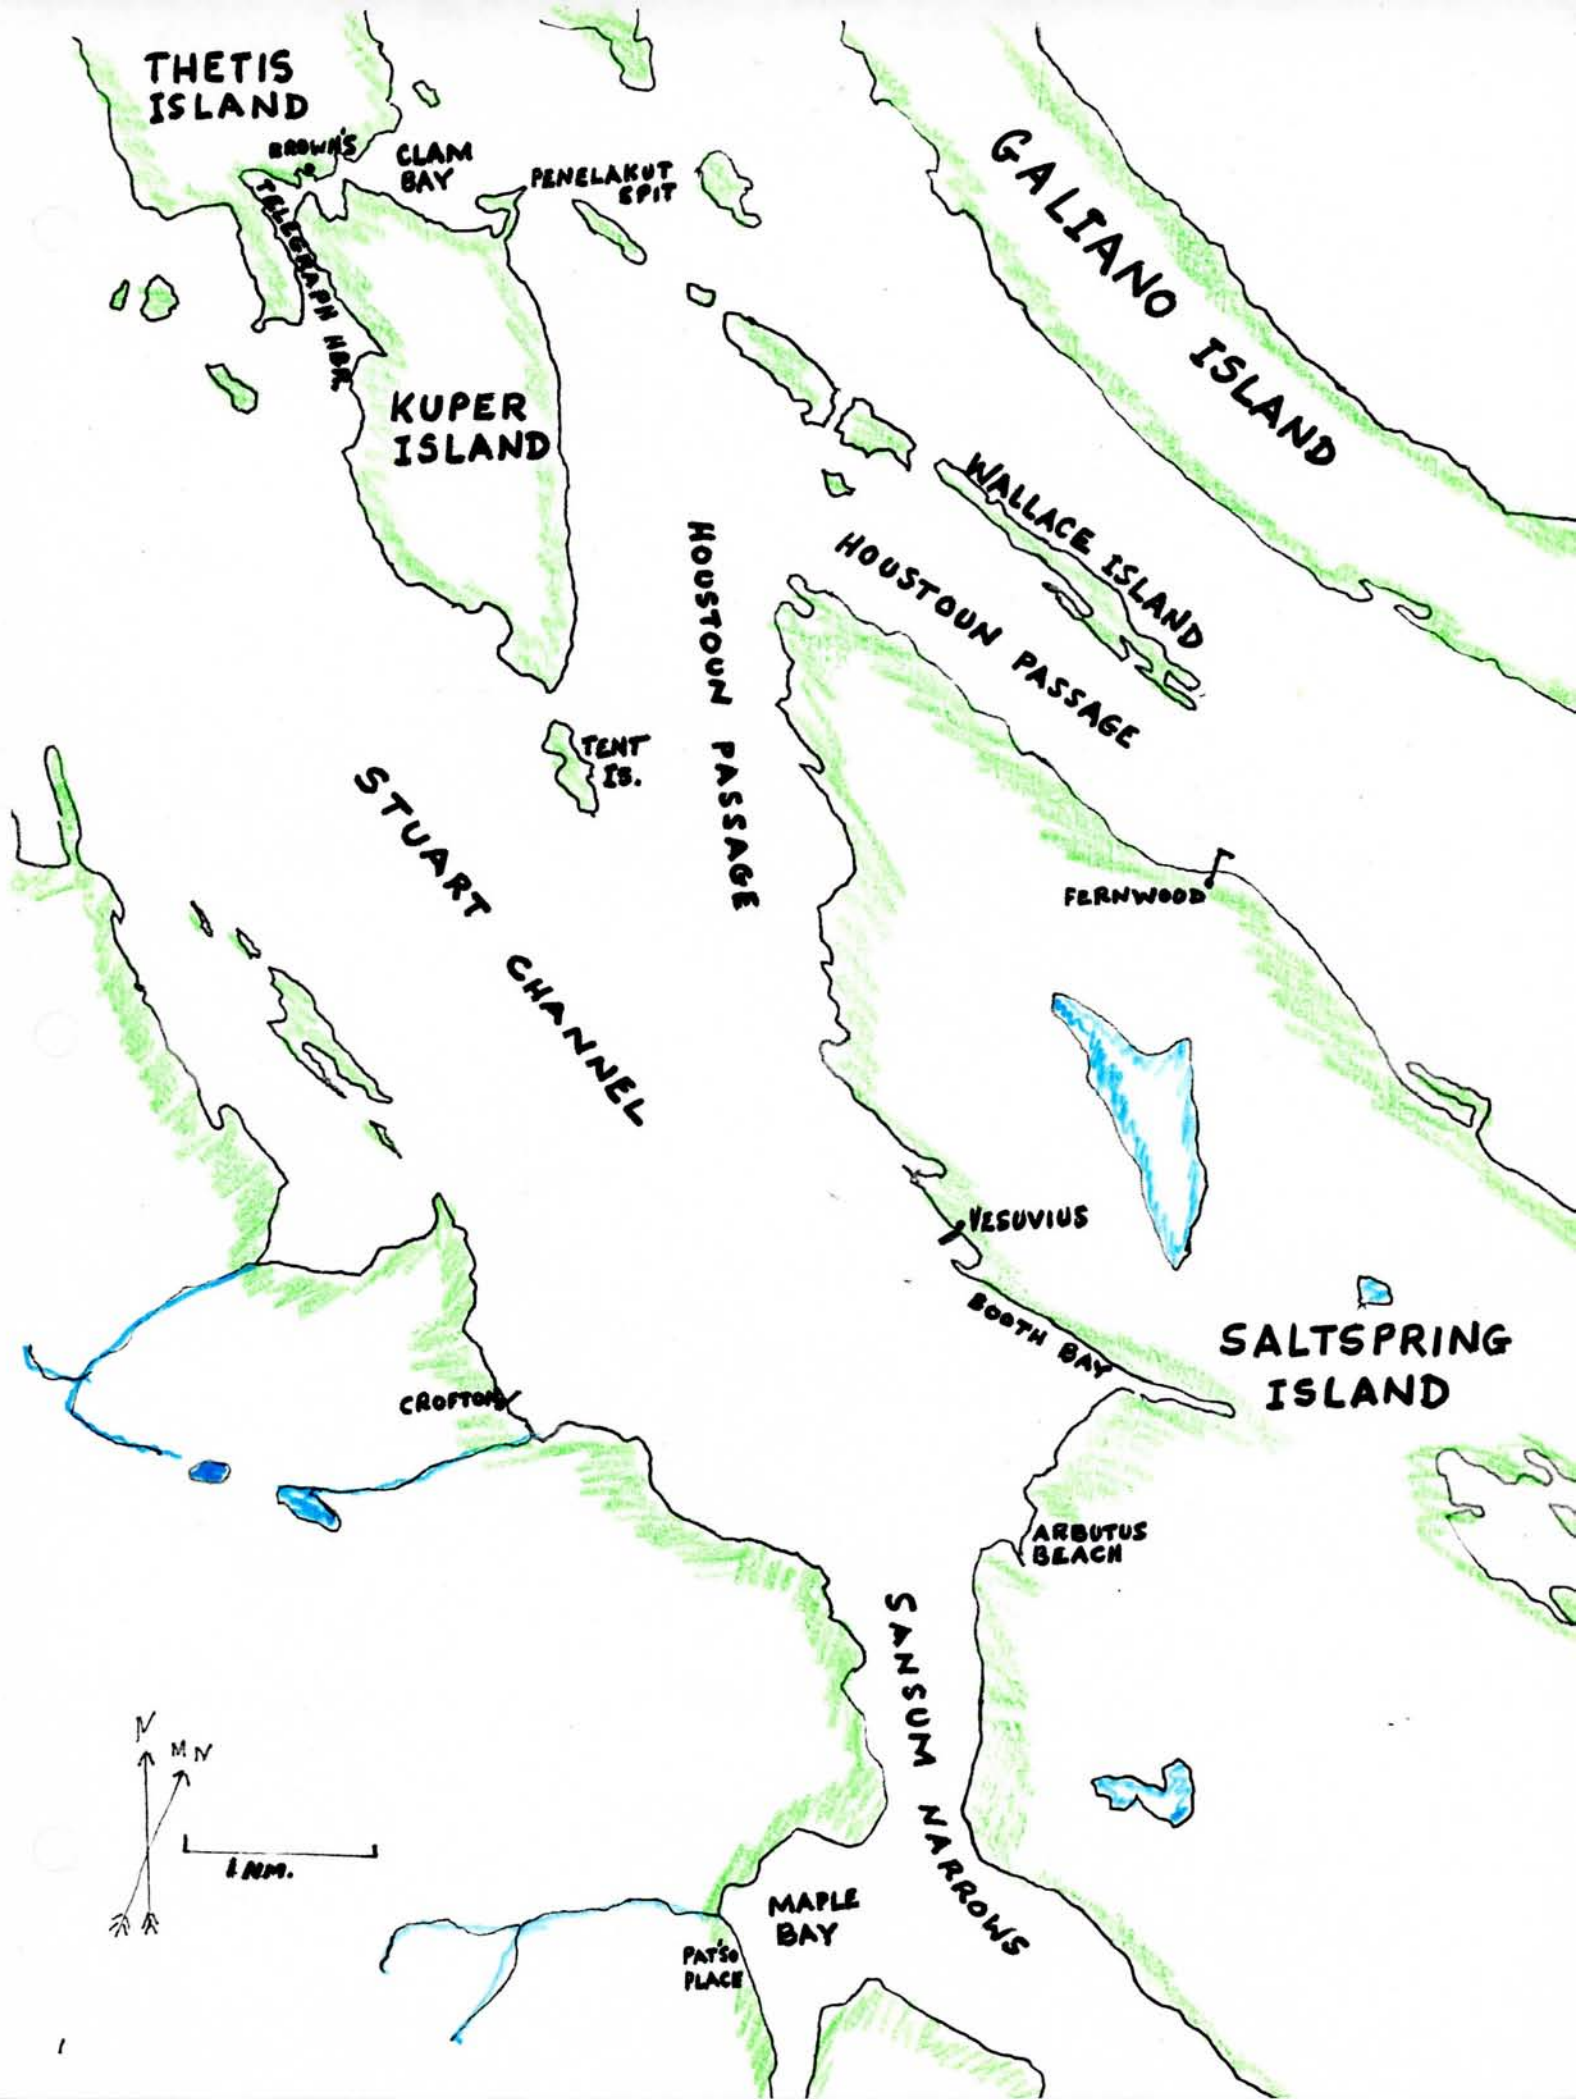 THETIS
ISLAND
BROWN'S
CLAM
BAY
PENELAKUT
SPIT
TELEGRAPH HBR.
GALIANO ISLAND
KUPER
ISLAND
WALLACE ISLAND
HOUSTOUN PASSAGE
HOUSTOUN PASSAGE
TENT
IS.
STUART CHANNEL
FERNWOOD
VESUVIUS
BOOTH BAY
SALTSPRING
ISLAND
CROFTON
ARBUTUS
BEACH
SANSUM NARROWS
N
MN
1 NM.
MAPLE
BAY
PAT'S
PLACE